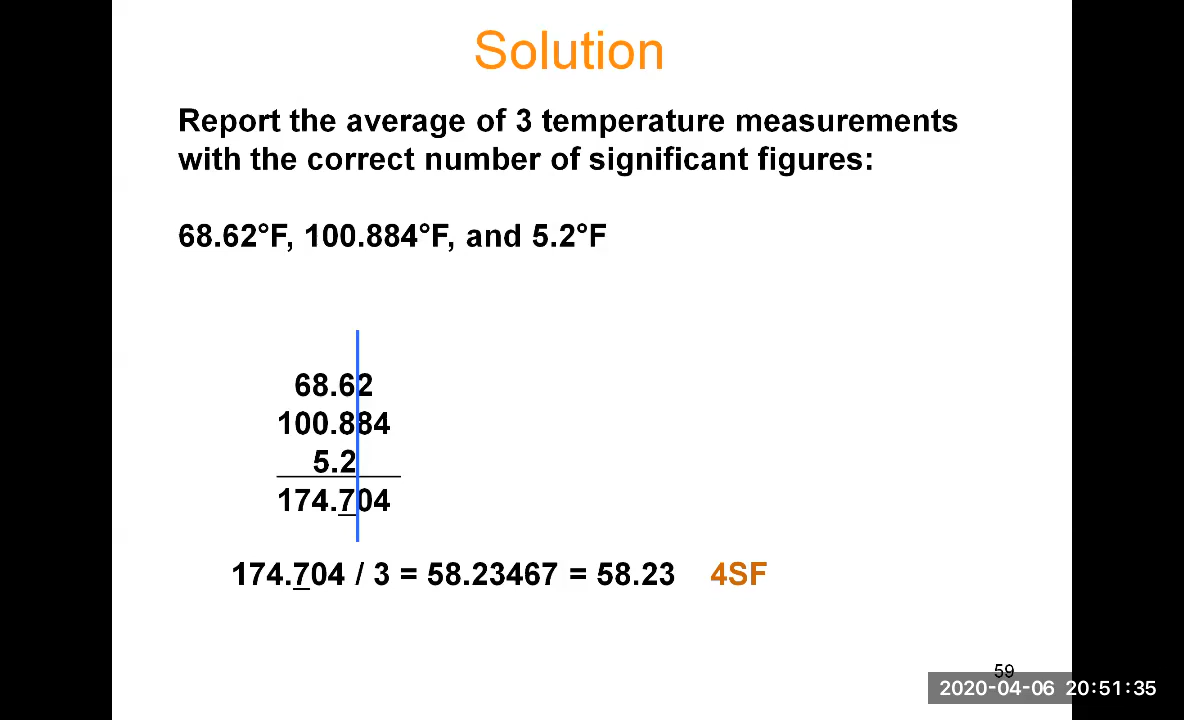 Solution
Report the average of 3 temperature measurements
with the correct number of significant figures:
68.62°F, 100.884°F, and 5.2°F
68.62
100.884
5.2
174.704
174.704 / 3 = 58.23467 = 58.23 4SF
59
2020-04-06 20:51:35